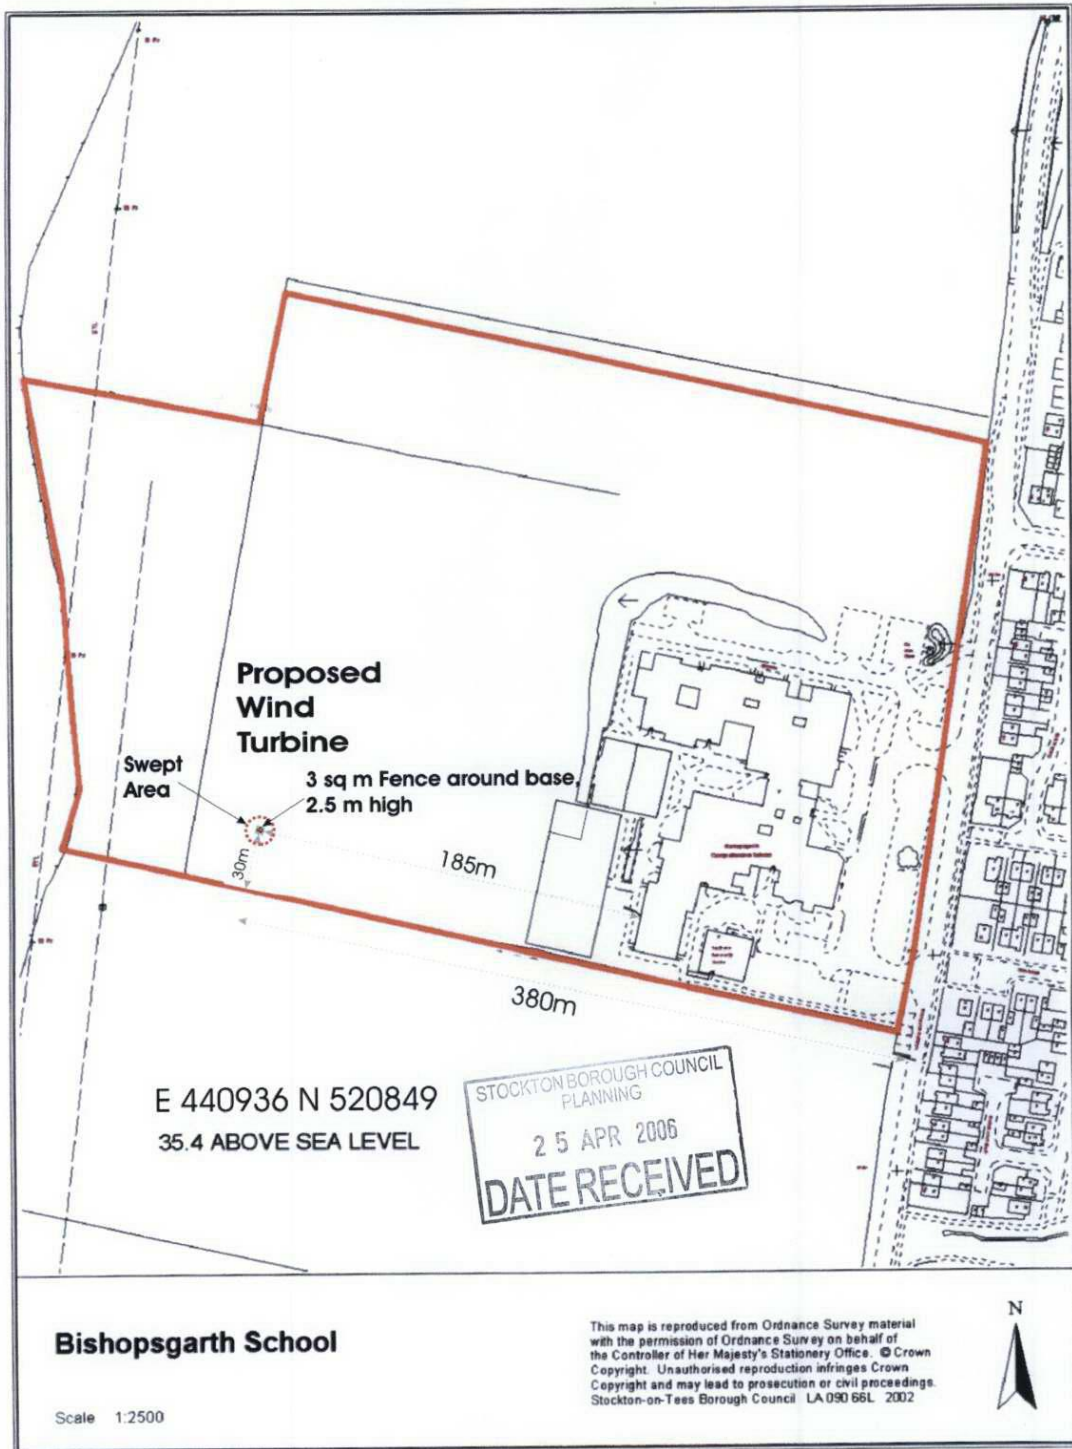 Proposed
Wind
Turbine
Swept
Area
3 sq m Fence around base,
2.5 m high
30m
185m
380m
E 440936 N 520849
35.4 ABOVE SEA LEVEL
STOCKTON BOROUGH COUNCIL
PLANNING
25 APR 2006
DATE RECEIVED
Bishopsgarth School
Scale 1:2500
This map is reproduced from Ordnance Survey material
with the permission of Ordnance Survey on behalf of
the Controller of Her Majesty's Stationery Office. © Crown
Copyright. Unauthorised reproduction infringes Crown
Copyright and may lead to prosecution or civil proceedings.
Stockton-on-Tees Borough Council LA 090 66L 2002
N